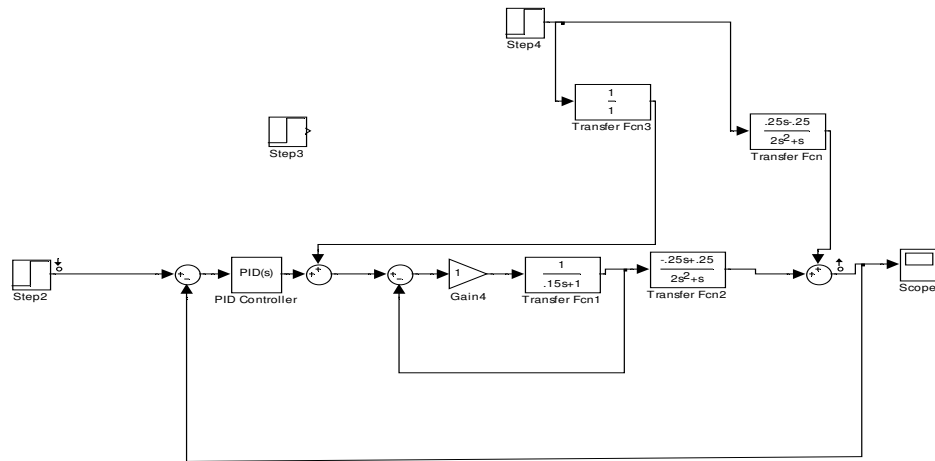 Step4
1
1
Transfer Fcn3
.25s-.25
2s²+s
Transfer Fcn
Step3
Step2
PID(s)
PID Controller
1
Gain4
1
.15s+1
Transfer Fcn1
-.25s+.25
2s²+s
Transfer Fcn2
Scope